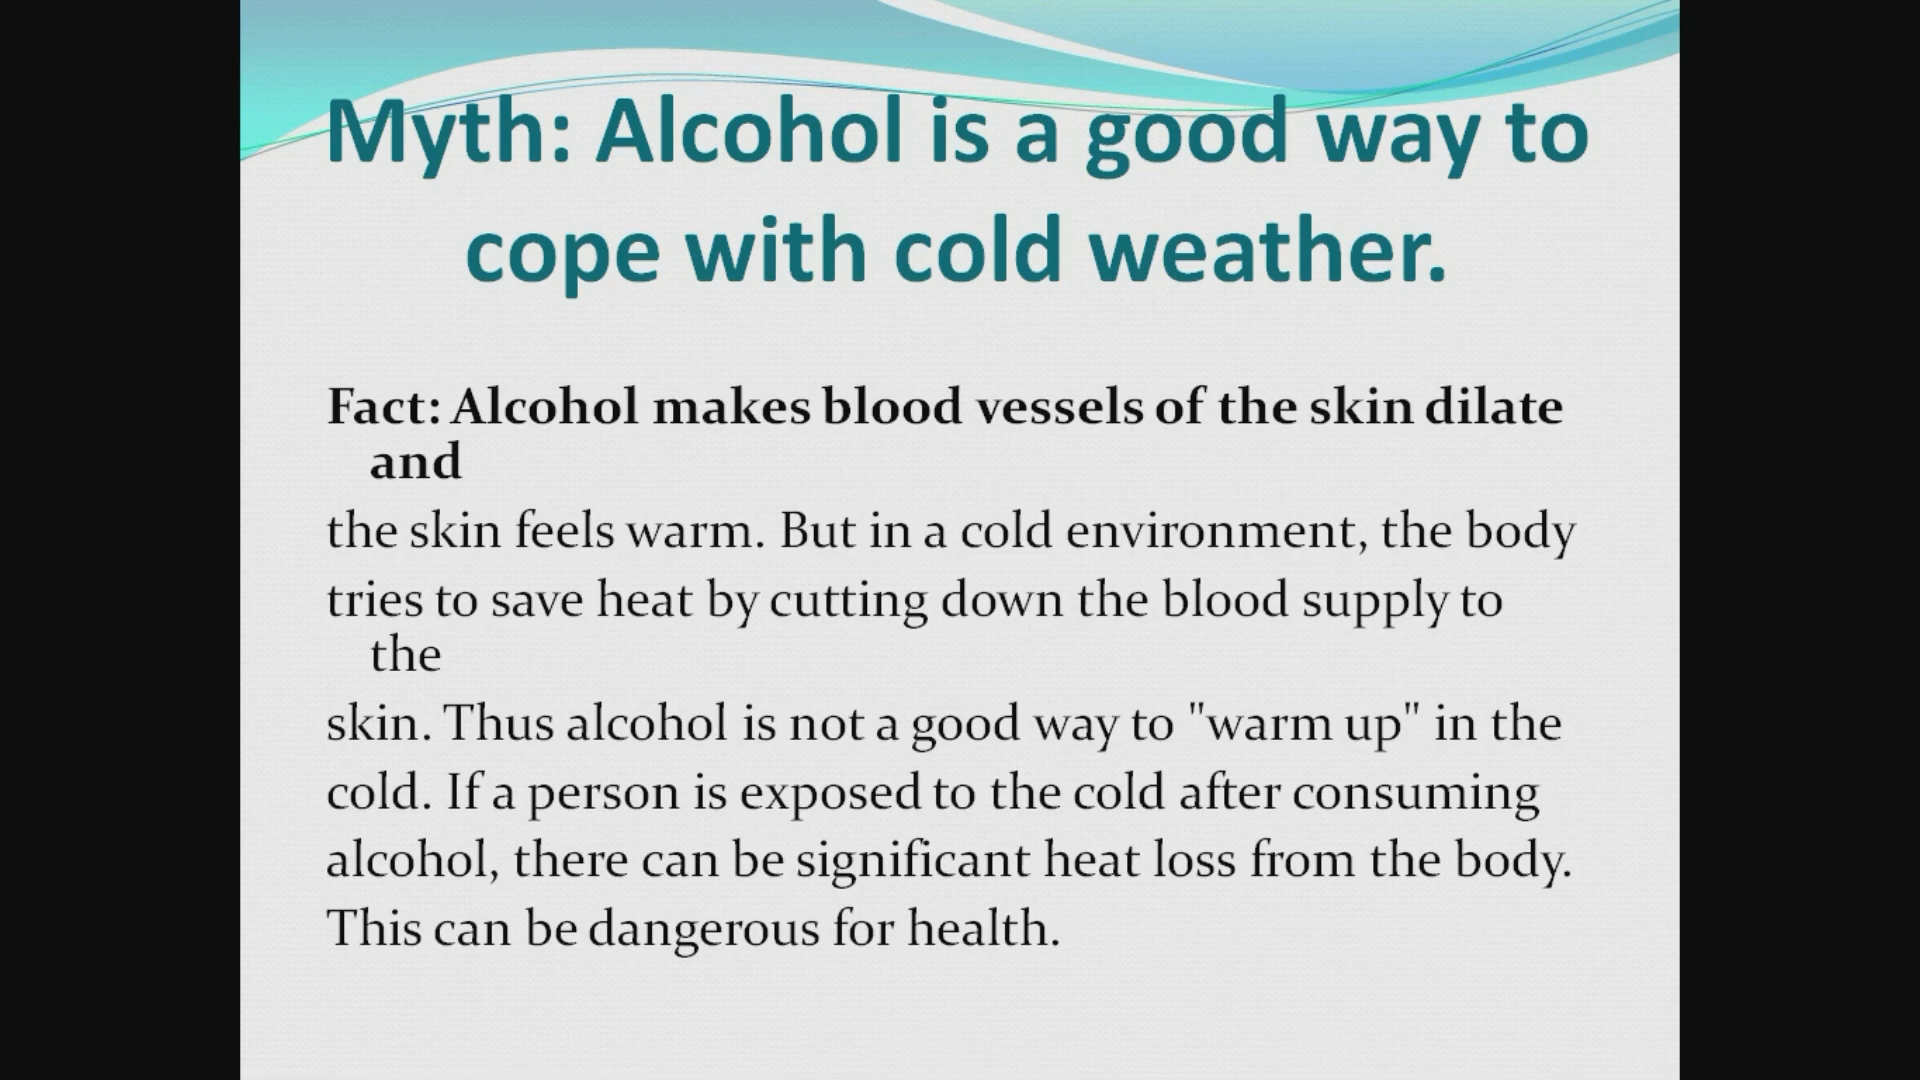 Myth: Alcohol is a good way to
cope with cold weather.
Fact: Alcohol makes blood vessels of the skin dilate
and
the skin feels warm. But in a cold environment, the body
tries to save heat by cutting down the blood supply to
the
skin. Thus alcohol is not a good way to "warm up" in the
cold. If a person is exposed to the cold after consuming
alcohol, there can be significant heat loss from the body.
This can be dangerous for health.